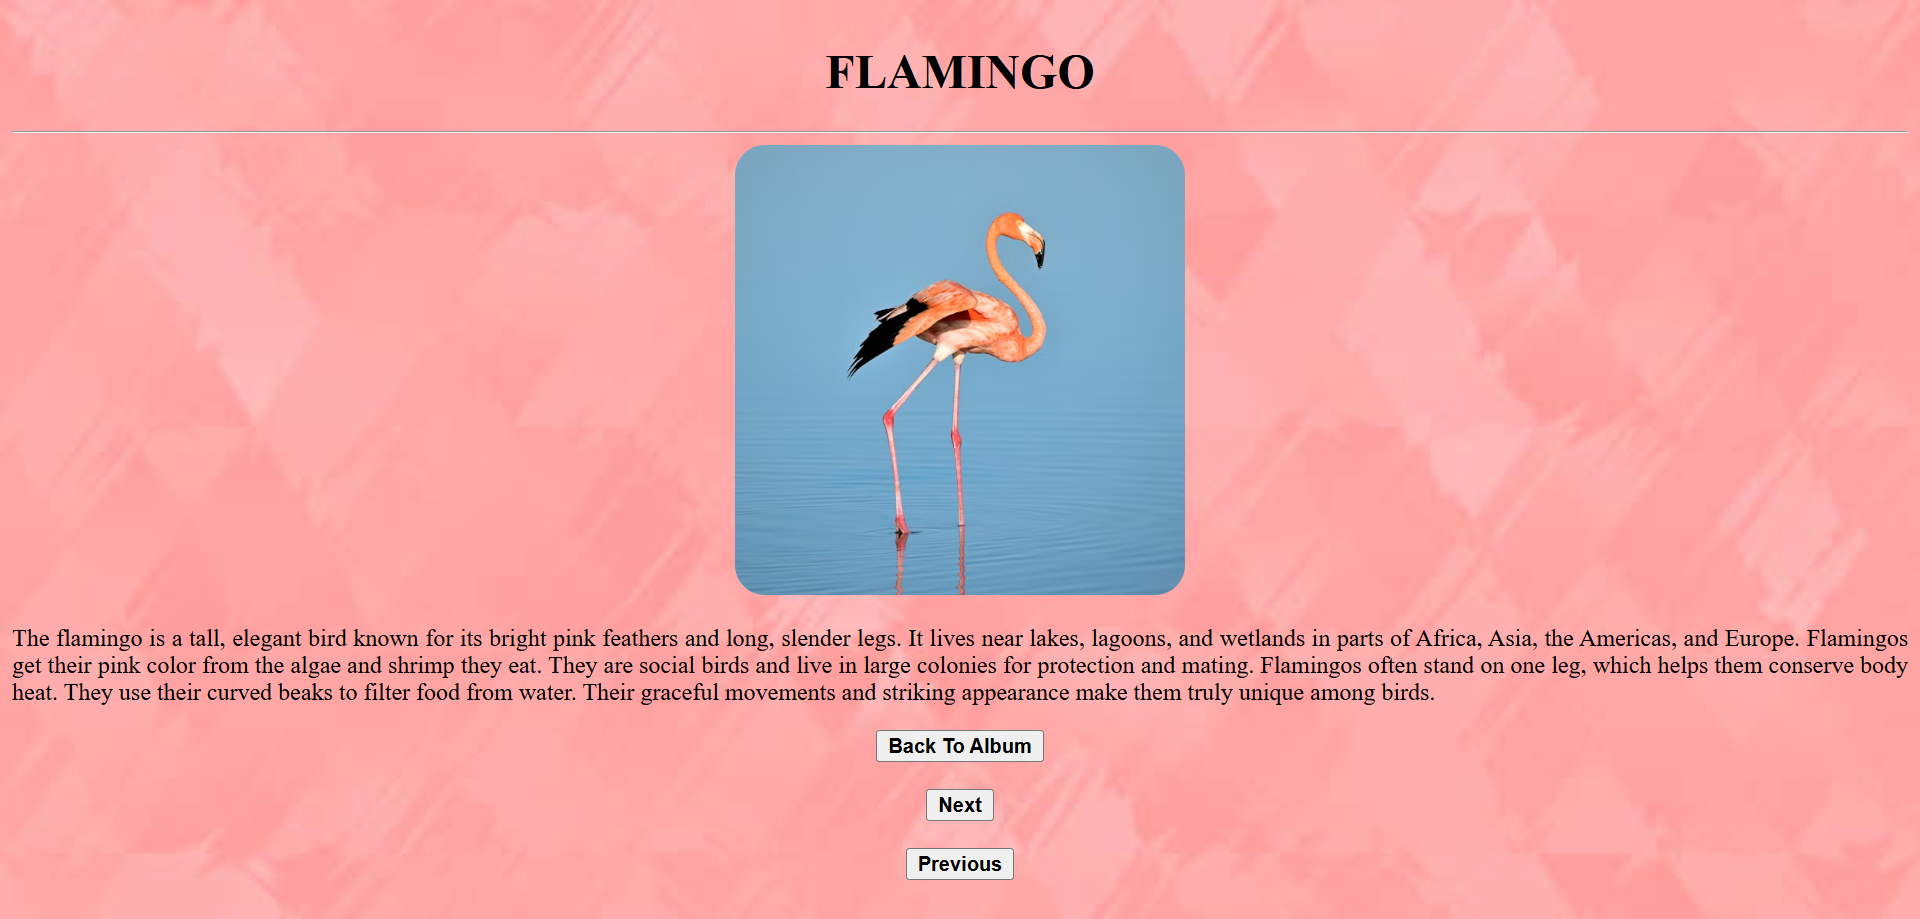 FLAMINGO
The flamingo is a tall, elegant bird known for its bright pink feathers and long, slender legs. It lives near lakes, lagoons, and wetlands in parts of Africa, Asia, the Americas, and Europe. Flamingos
get their pink color from the algae and shrimp they eat. They are social birds and live in large colonies for protection and mating. Flamingos often stand on one leg, which helps them conserve body
heat. They use their curved beaks to filter food from water. Their graceful movements and striking appearance make them truly unique among birds.
Back To Album
Next
Previous